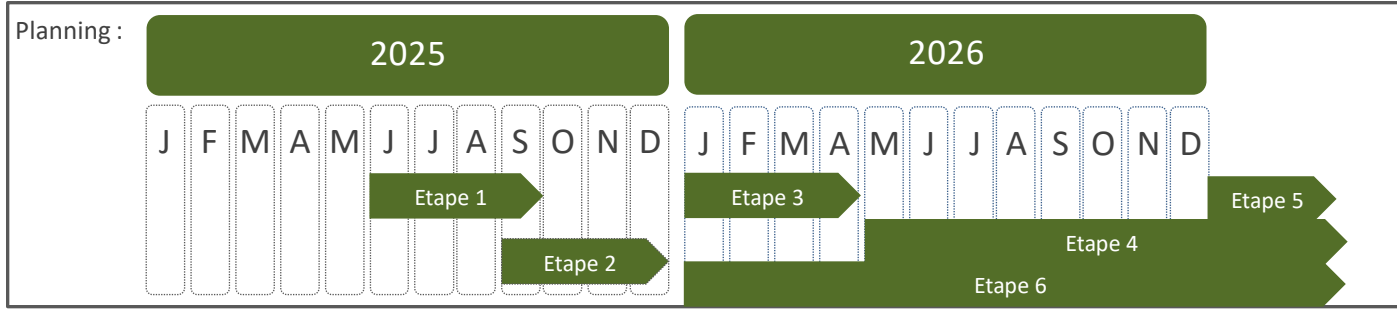 Planning :
2025 2026
J F M A M J J A S O N D J F M A M J J A S O N D
Etape 1 Etape 3 Etape 5
Etape 4
Etape 2
Etape 6